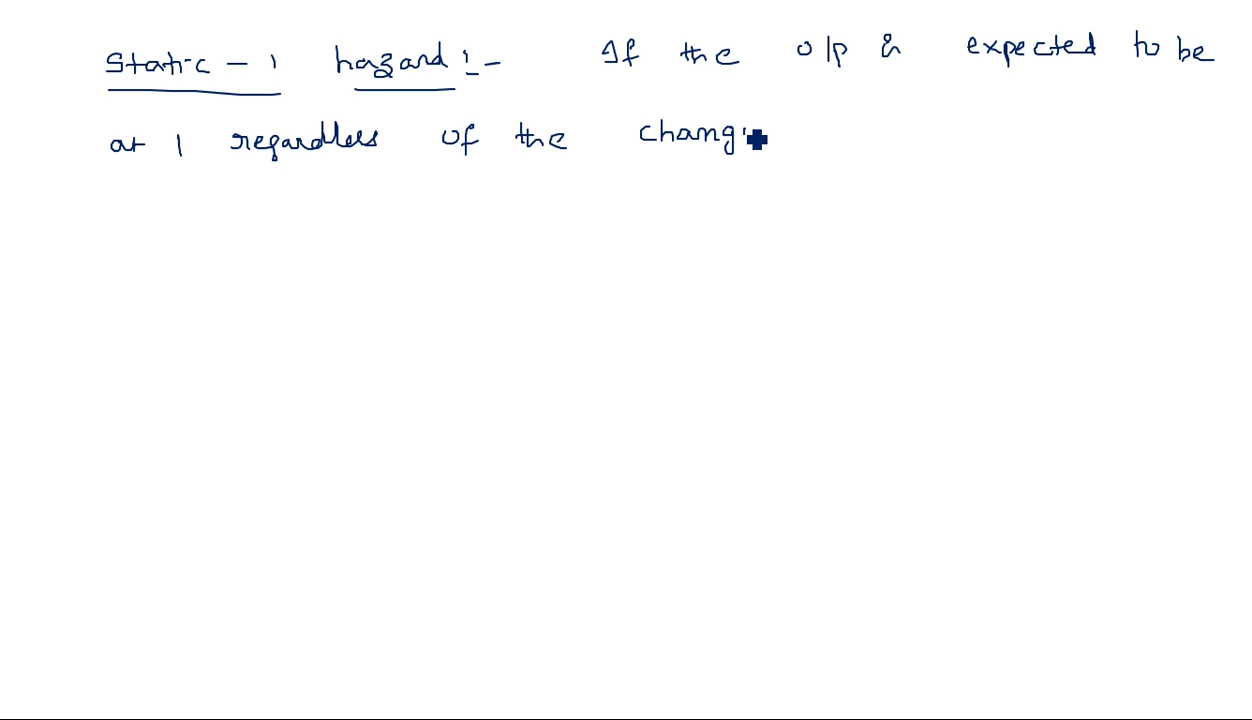 Static - 1 hazard :- If the o/p is expected to be
at 1 regardless of the chang